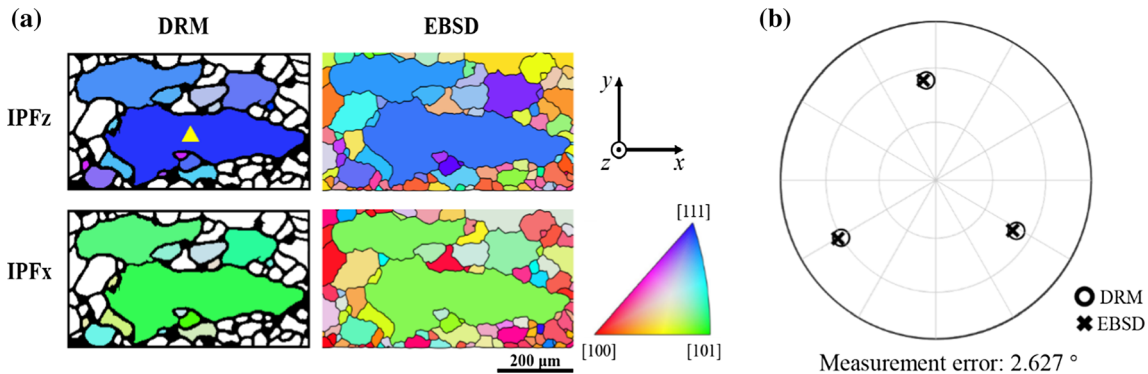 (a)
DRM
EBSD
IPFz
IPFx
y
z
x
[111]
[100]
[101]
200 μm
(b)
DRM
EBSD
Measurement error: 2.627 °